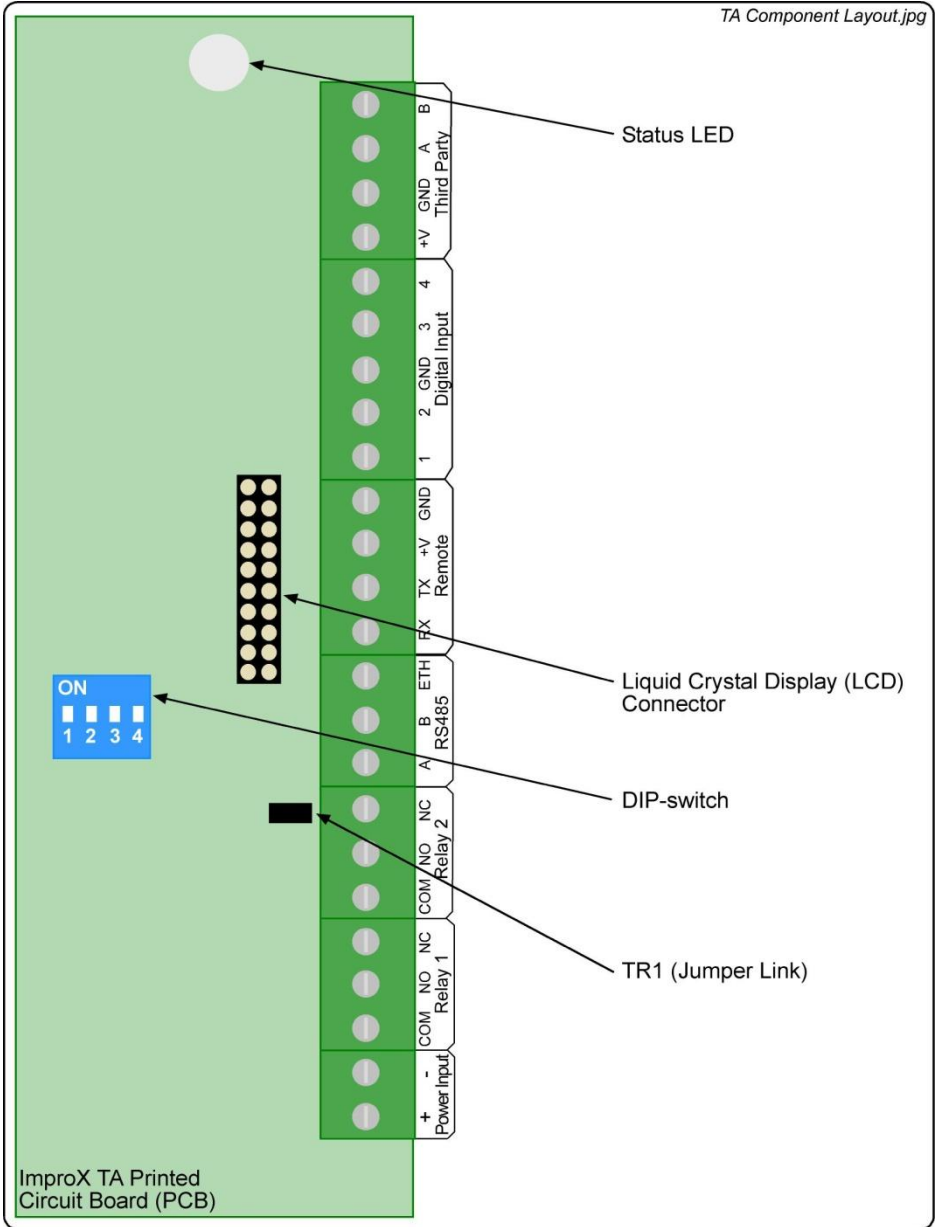 TA Component Layout.jpg
Status LED
B
A
GND
+V
Third Party
4
3
GND
2
1
Digital Input
GND
+V
TX
RX
Remote
ETH
B
A
RS485
NC
NO
COM
Relay 2
NC
NO
COM
Relay 1
-
+
Power Input
ON
1 2 3 4
Liquid Crystal Display (LCD)
Connector
DIP-switch
TR1 (Jumper Link)
ImproX TA Printed
Circuit Board (PCB)